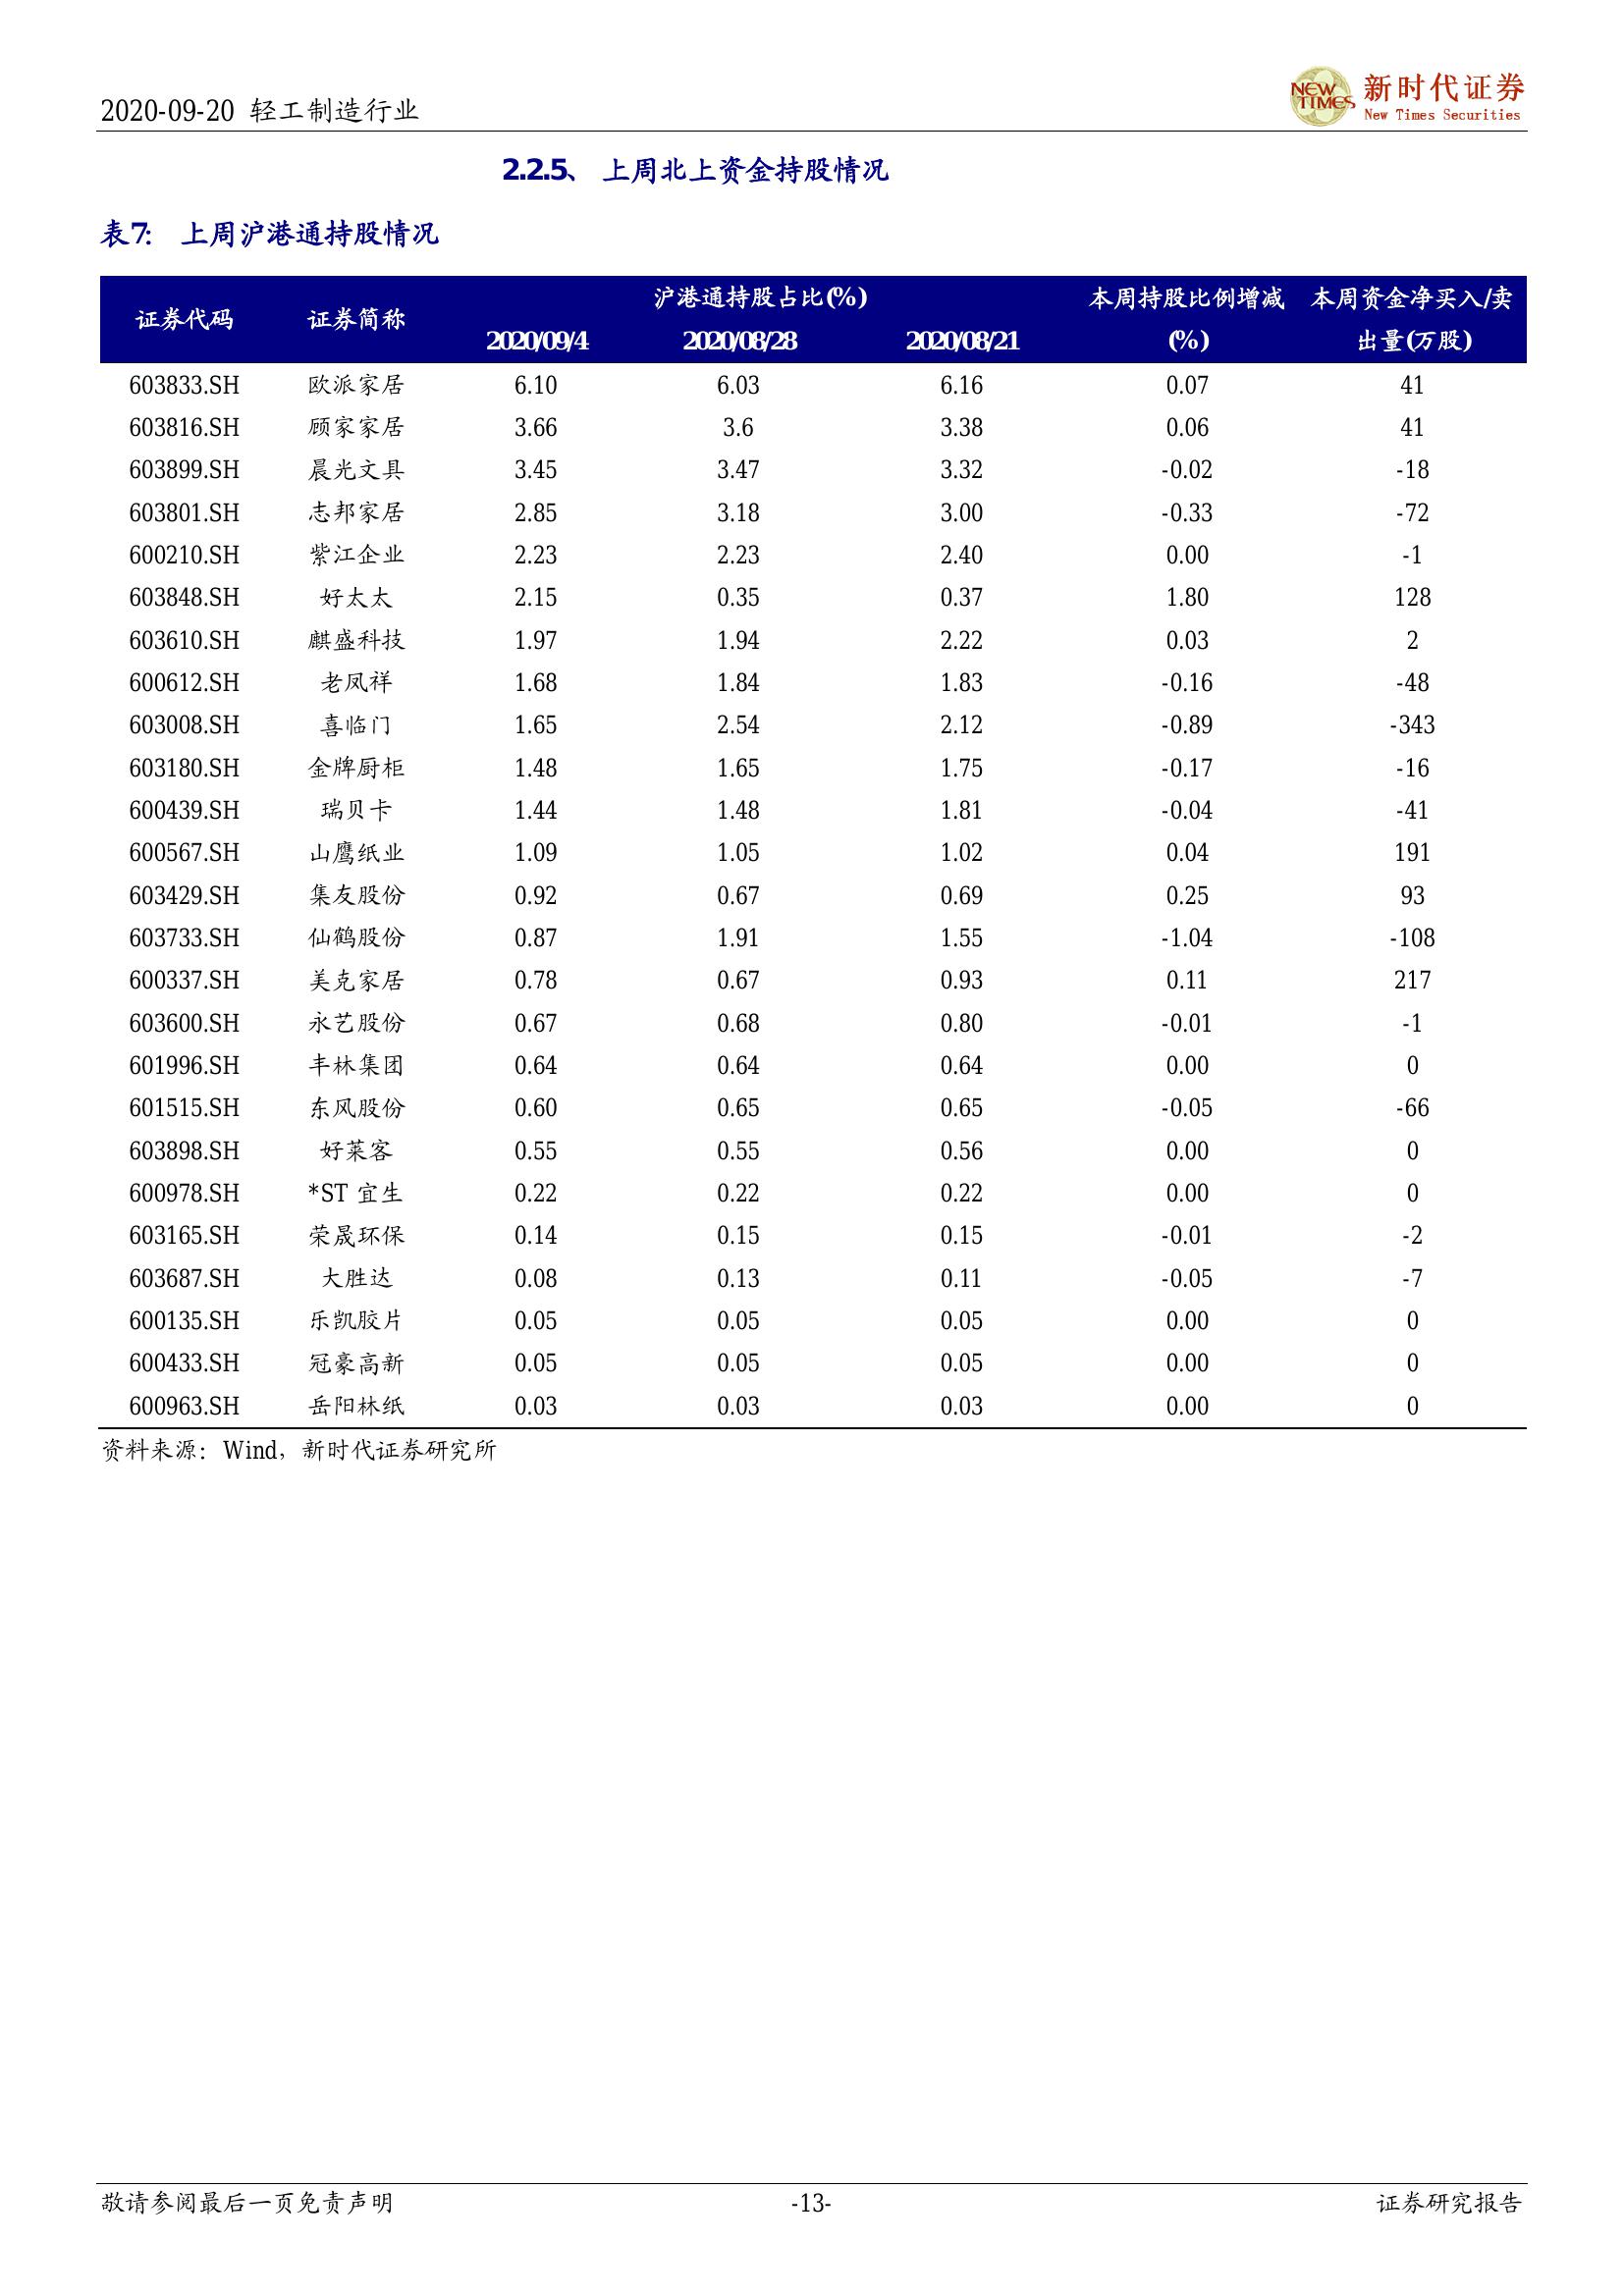 2020-09-20 轻工制造行业
NEW TIMES 新时代证券
New Times Securities
2.2.5、 上周北上资金持股情况
表7: 上周沪港通持股情况
证券代码 证券简称 沪港通持股占比(%) 本周持股比例增减 本周资金净买入/卖
2020/09/4 2020/08/28 2020/08/21 (%) 出量(万股)
603833.SH 欧派家居 6.10 6.03 6.16 0.07 41
603816.SH 顾家家居 3.66 3.6 3.38 0.06 41
603899.SH 晨光文具 3.45 3.47 3.32 -0.02 -18
603801.SH 志邦家居 2.85 3.18 3.00 -0.33 -72
600210.SH 紫江企业 2.23 2.23 2.40 0.00 -1
603848.SH 好太太 2.15 0.35 0.37 1.80 128
603610.SH 麒盛科技 1.97 1.94 2.22 0.03 2
600612.SH 老凤祥 1.68 1.84 1.83 -0.16 -48
603008.SH 喜临门 1.65 2.54 2.12 -0.89 -343
603180.SH 金牌厨柜 1.48 1.65 1.75 -0.17 -16
600439.SH 瑞贝卡 1.44 1.48 1.81 -0.04 -41
600567.SH 山鹰纸业 1.09 1.05 1.02 0.04 191
603429.SH 集友股份 0.92 0.67 0.69 0.25 93
603733.SH 仙鹤股份 0.87 1.91 1.55 -1.04 -108
600337.SH 美克家居 0.78 0.67 0.93 0.11 217
603600.SH 永艺股份 0.67 0.68 0.80 -0.01 -1
601996.SH 丰林集团 0.64 0.64 0.64 0.00 0
601515.SH 东风股份 0.60 0.65 0.65 -0.05 -66
603898.SH 好莱客 0.55 0.55 0.56 0.00 0
600978.SH *ST 宜生 0.22 0.22 0.22 0.00 0
603165.SH 荣晟环保 0.14 0.15 0.15 -0.01 -2
603687.SH 大胜达 0.08 0.13 0.11 -0.05 -7
600135.SH 乐凯胶片 0.05 0.05 0.05 0.00 0
600433.SH 冠豪高新 0.05 0.05 0.05 0.00 0
600963.SH 岳阳林纸 0.03 0.03 0.03 0.00 0
资料来源：Wind，新时代证券研究所
敬请参阅最后一页免责声明 -13- 证券研究报告